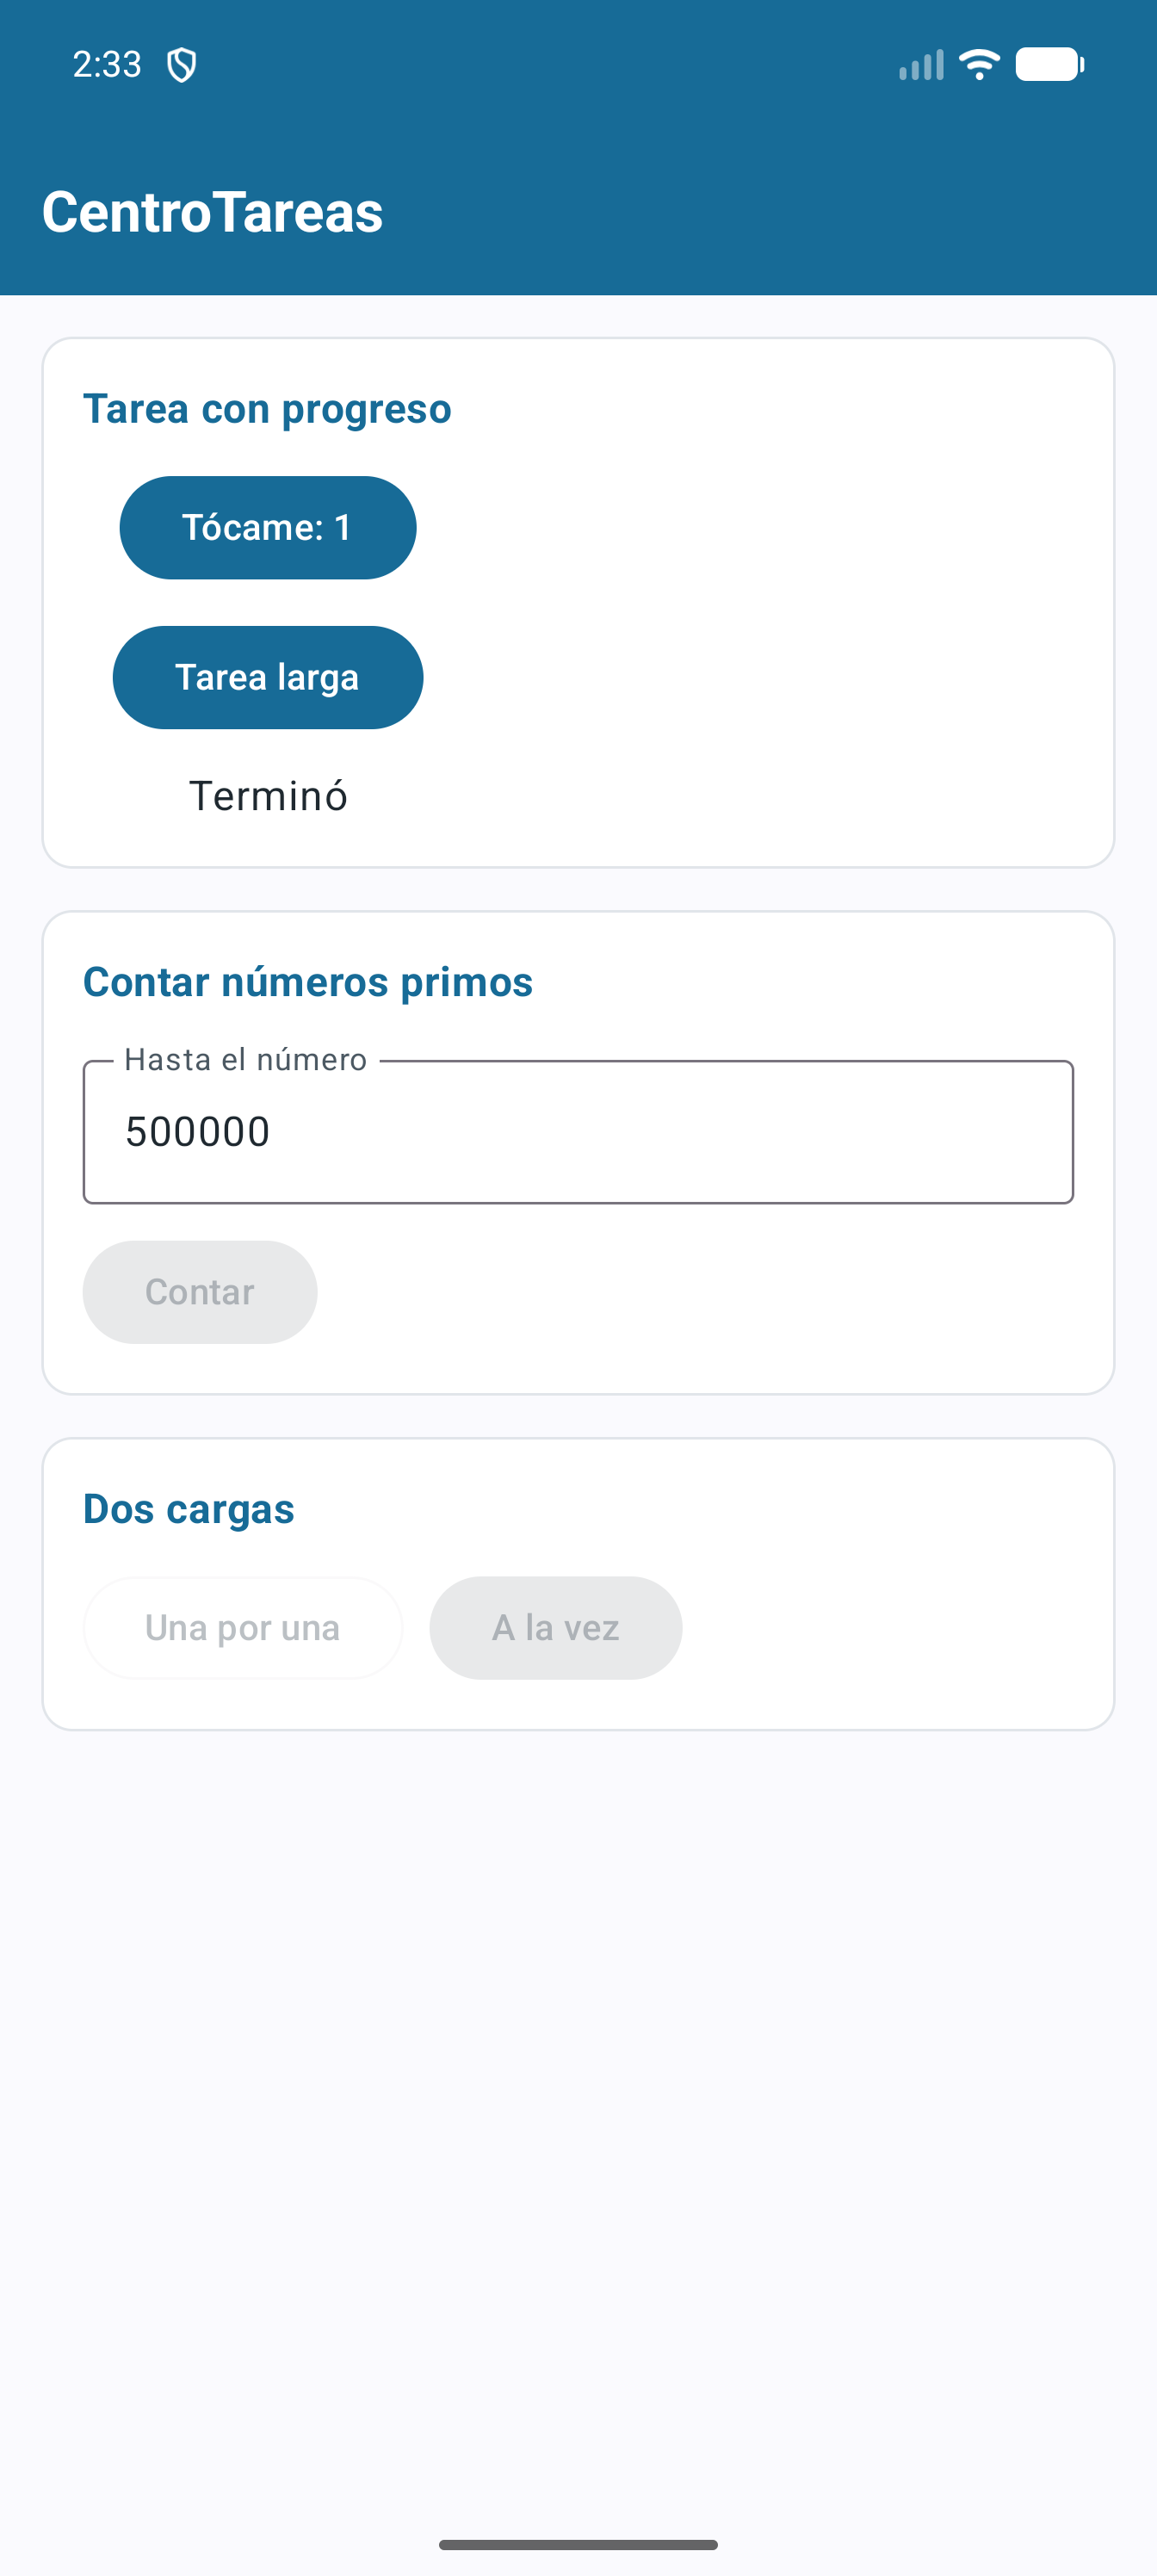 2:33
CentroTareas
Tarea con progreso
Tócame: 1
Tarea larga
Terminó
Contar números primos
Hasta el número
500000
Contar
Dos cargas
Una por una
A la vez